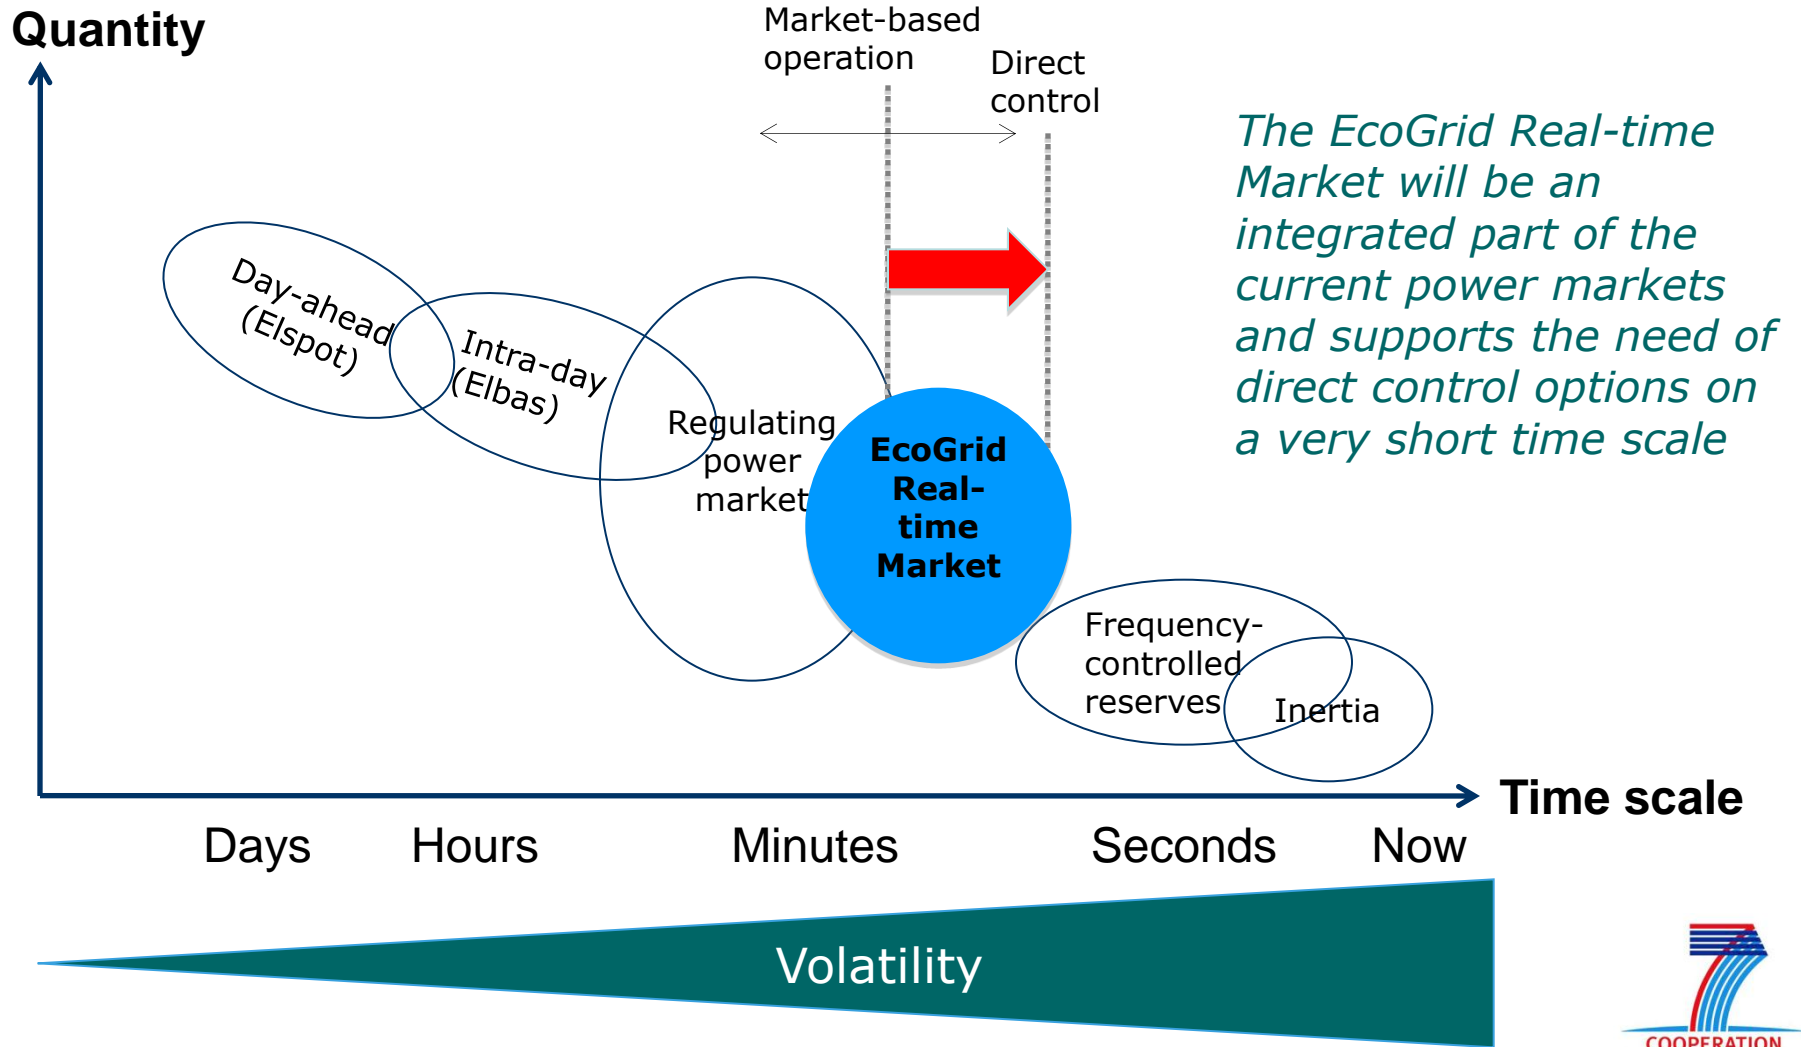 Quantity
Market-based
operation
Direct
control
The EcoGrid Real-time
Market will be an
integrated part of the
current power markets
and supports the need of
direct control options on
a very short time scale
Day-ahead
(Elspot)
Intra-day
(Elbas)
Regulating
power
market
EcoGrid
Real-
time
Market
Frequency-
controlled
reserves
Inertia
Time scale
Days Hours Minutes Seconds Now
Volatility
7
COOPERATION